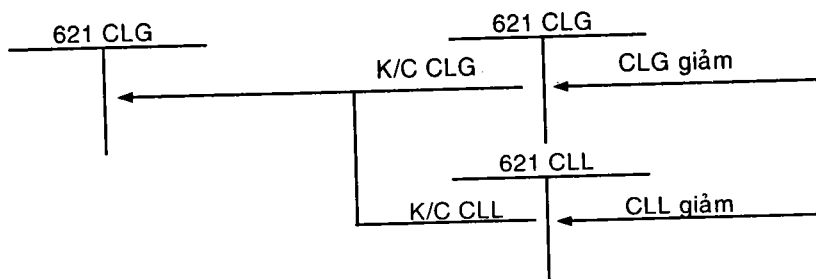 621 CLG
621 CLG
K/C CLG
CLG giảm
621 CLL
K/C CLL
CLL giảm